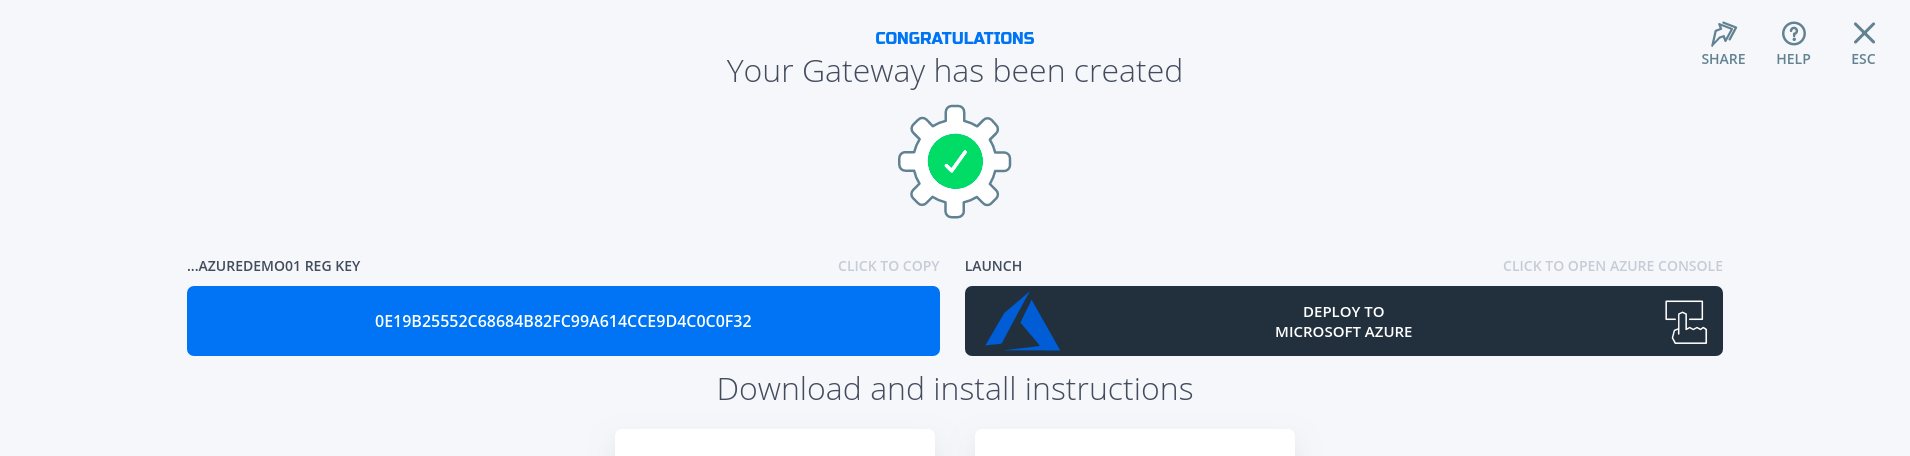 CONGRATULATIONS
Your Gateway has been created
SHARE
HELP
ESC
...AZUREDEMO01 REG KEY
CLICK TO COPY
LAUNCH
CLICK TO OPEN AZURE CONSOLE
0E19B25552C68684B82FC99A614CCE9D4C0C0F32
DEPLOY TO
MICROSOFT AZURE
Download and install instructions